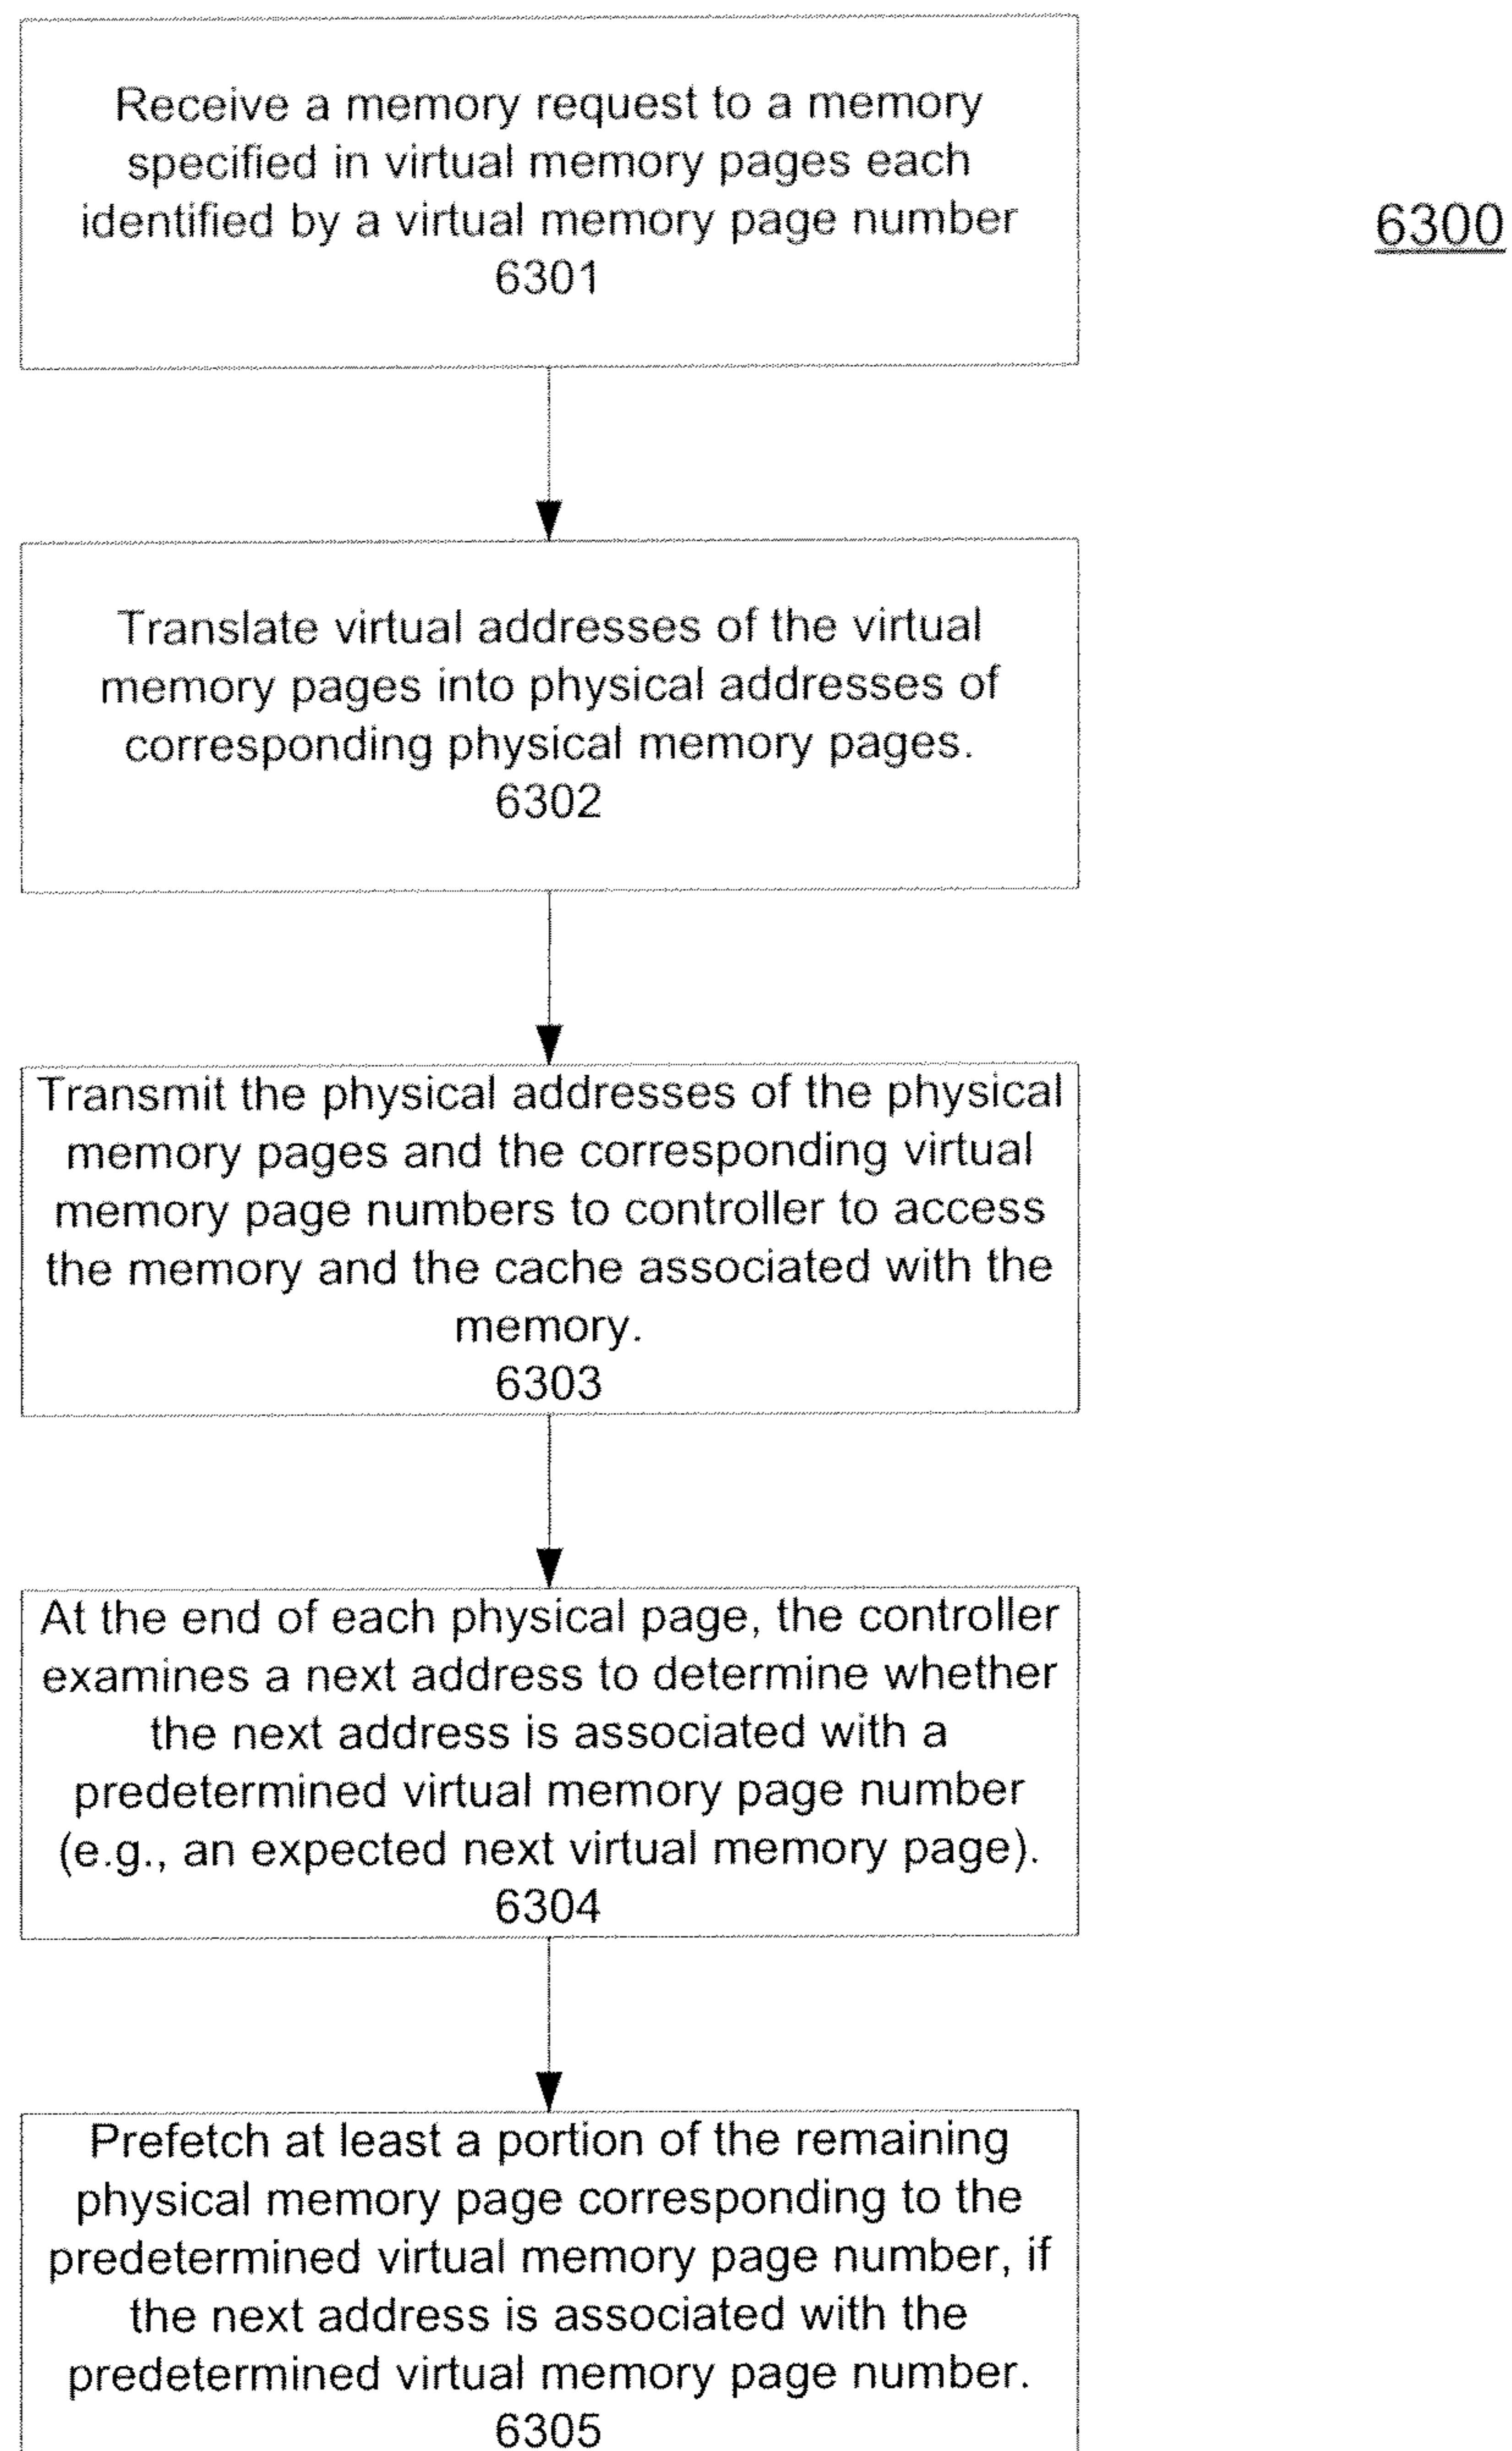 Receive a memory request to a memory
specified in virtual memory pages each
identified by a virtual memory page number
6301
6300
Translate virtual addresses of the virtual
memory pages into physical addresses of
corresponding physical memory pages.
6302
Transmit the physical addresses of the physical
memory pages and the corresponding virtual
memory page numbers to controller to access
the memory and the cache associated with the
memory.
6303
At the end of each physical page, the controller
examines a next address to determine whether
the next address is associated with a
predetermined virtual memory page number
(e.g., an expected next virtual memory page).
6304
Prefetch at least a portion of the remaining
physical memory page corresponding to the
predetermined virtual memory page number, if
the next address is associated with the
predetermined virtual memory page number.
6305